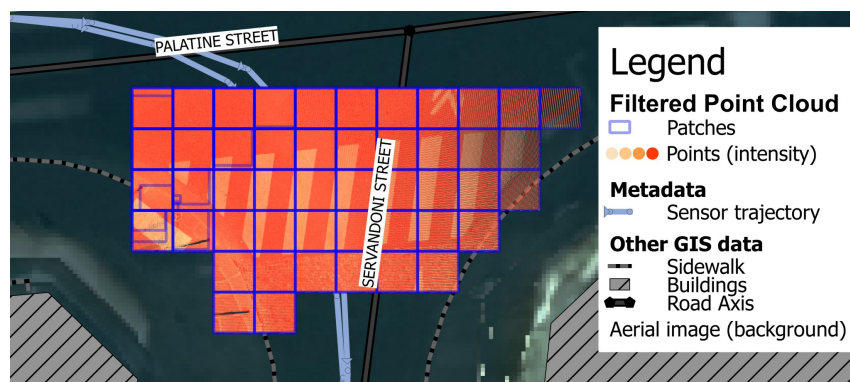 PALATINE STREET
SERVANDONI STREET
Legend
Filtered Point Cloud
Patches
Points (intensity)
Metadata
Sensor trajectory
Other GIS data
Sidewalk
Buildings
Road Axis
Aerial image (background)